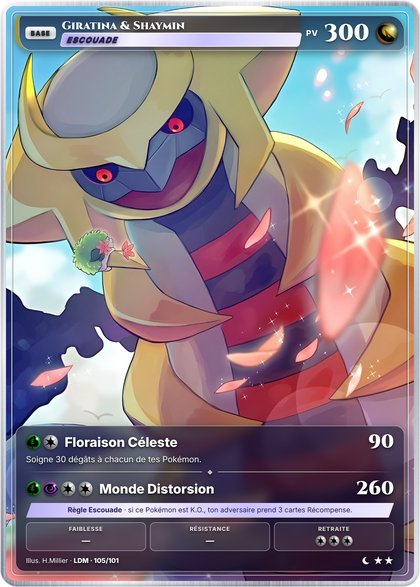 BASE
Giratina & Shaymin
ESCOUADE
PV 300
Floraison Céleste 90
Soigne 30 dégâts à chacun de tes Pokémon.
Monde Distorsion 260
Règle Escouade · si ce Pokémon est K.O., ton adversaire prend 3 cartes Récompense.
FAIBLESSE
—
RÉSISTANCE
—
RETRAITE
Illus. H.Millier · LDM · 105/101